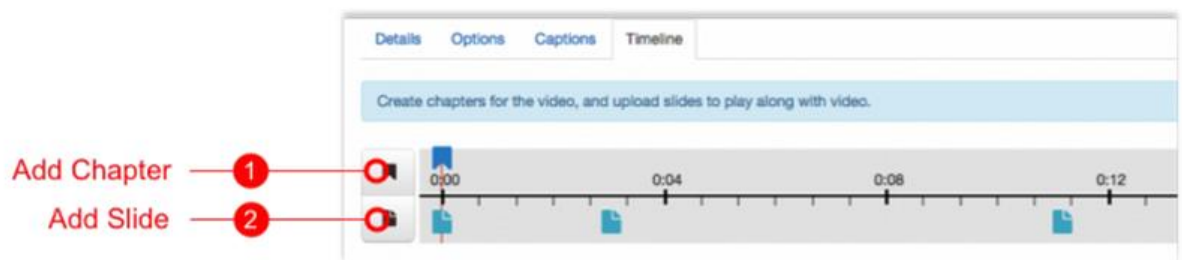 Details Options Captions Timeline
Create chapters for the video, and upload slides to play along with video.
Add Chapter 1
0:00 0:04 0:08 0:12
Add Slide 2